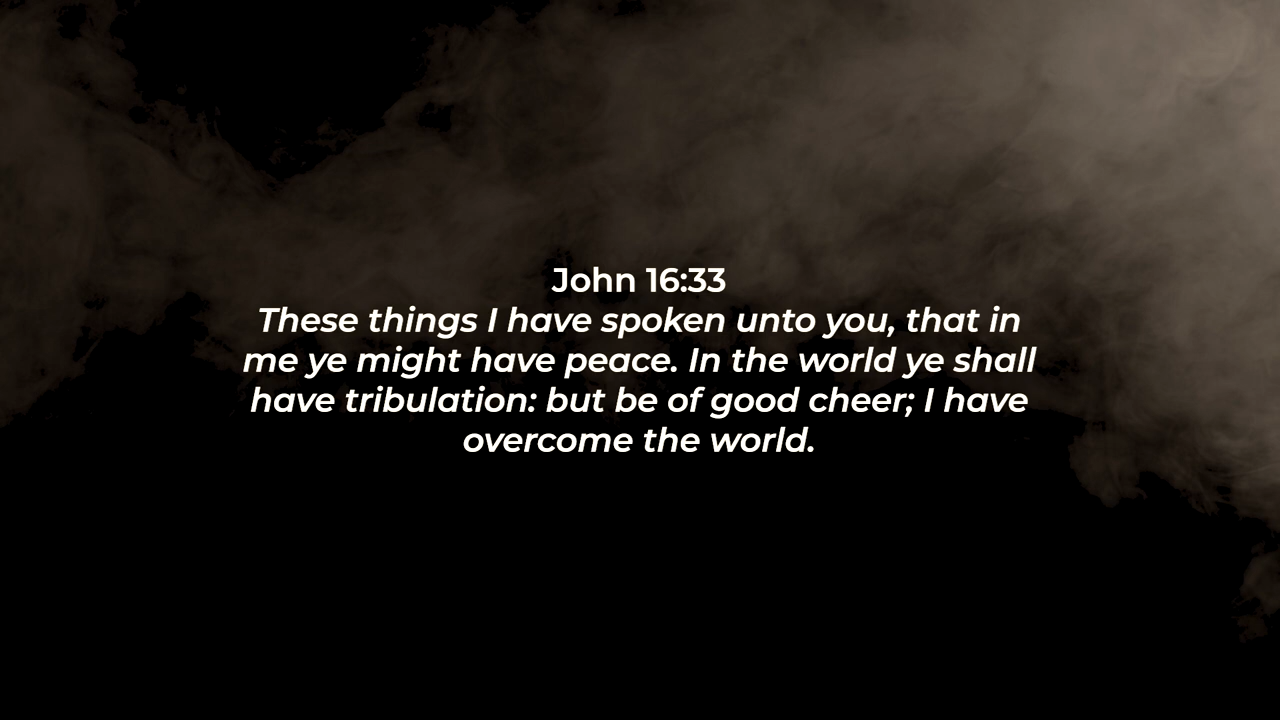 John 16:33
These things I have spoken unto you, that in
me ye might have peace. In the world ye shall
have tribulation: but be of good cheer; I have
overcome the world.